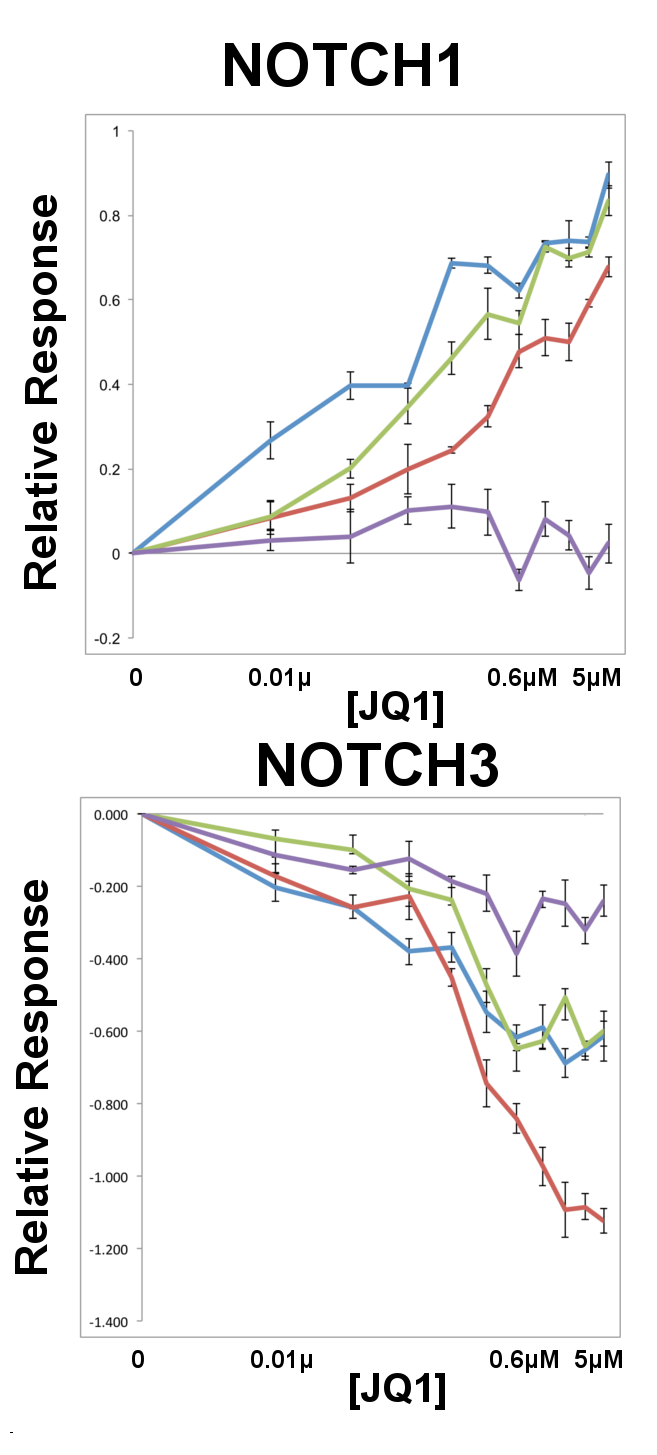 NOTCH1
Relative Response
1
0.8
0.6
0.4
0.2
0
-0.2
0 0.01µ 0.6µM 5µM
[JQ1]
NOTCH3
Relative Response
0.000
-0.200
-0.400
-0.600
-0.800
-1.000
-1.200
-1.400
0 0.01µ 0.6µM 5µM
[JQ1]